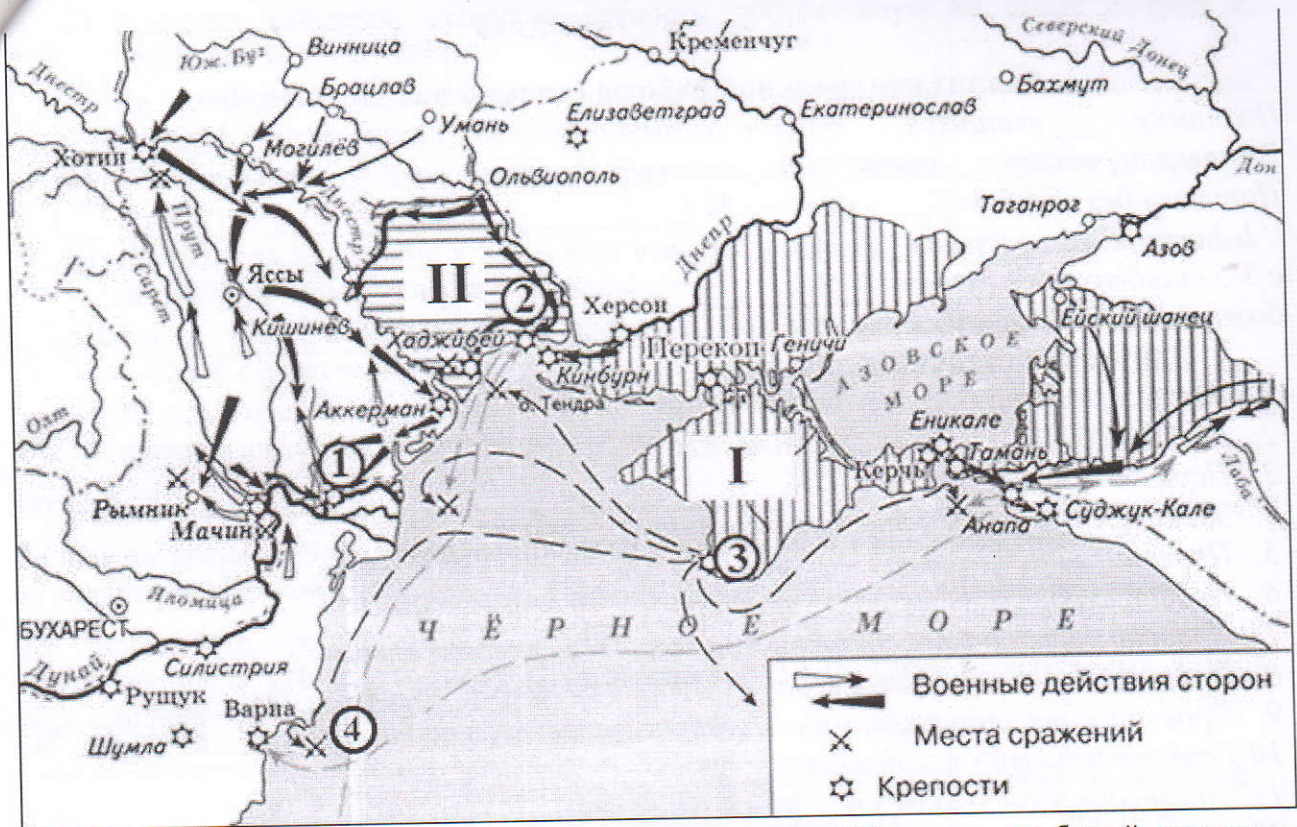 Винница
Юж. Буг
Днестр
Брацлав
Умань
Кременчуг
Северский Донец
Бахмут
Елизаветград
Екатеринослав
Хотин
Могилёв
Ольвиополь
Дон
Прут
Днестр
Днепр
Таганрог
Азов
Сирет
Яссы
II
2
Херсон
Кишинёв
Хаджибей
Перекоп
Геничи
Ейский шанец
Кинбурн
АЗОВСКОЕ
МОРЕ
Аккерман
о. Тендра
Олт
Еникале
1
I
Керчь
Тамань
Лаба
Рымник
Мачин
Анапа
Суджук-Кале
3
Яломица
БУХАРЕСТ
ЧЁРНОЕ МОРЕ
Силистрия
Дунай
Рущук
Варна
4
Шумла
Военные действия сторон
Места сражений
Крепости